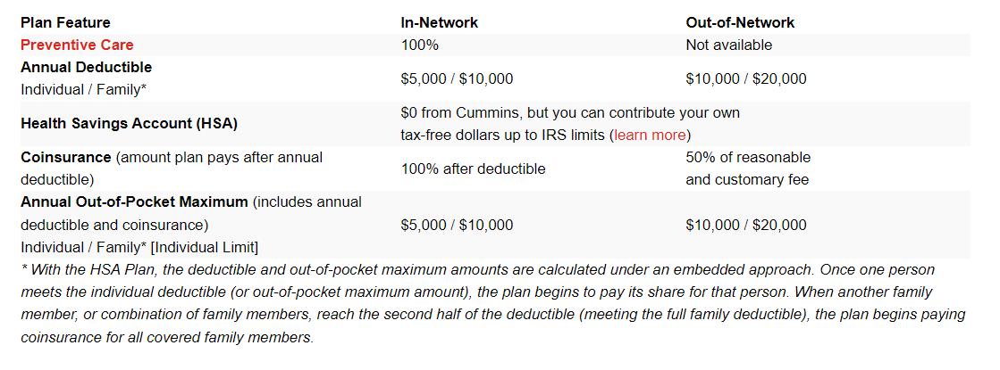 Plan Feature In-Network Out-of-Network
Preventive Care 100% Not available
Annual Deductible
Individual / Family* $5,000 / $10,000 $10,000 / $20,000
Health Savings Account (HSA) $0 from Cummins, but you can contribute your own
tax-free dollars up to IRS limits (learn more)
Coinsurance (amount plan pays after annual
deductible) 100% after deductible 50% of reasonable
and customary fee
Annual Out-of-Pocket Maximum (includes annual
deductible and coinsurance)
Individual / Family* [Individual Limit] $5,000 / $10,000 $10,000 / $20,000
* With the HSA Plan, the deductible and out-of-pocket maximum amounts are calculated under an embedded approach. Once one person
meets the individual deductible (or out-of-pocket maximum amount), the plan begins to pay its share for that person. When another family
member, or combination of family members, reach the second half of the deductible (meeting the full family deductible), the plan begins paying
coinsurance for all covered family members.